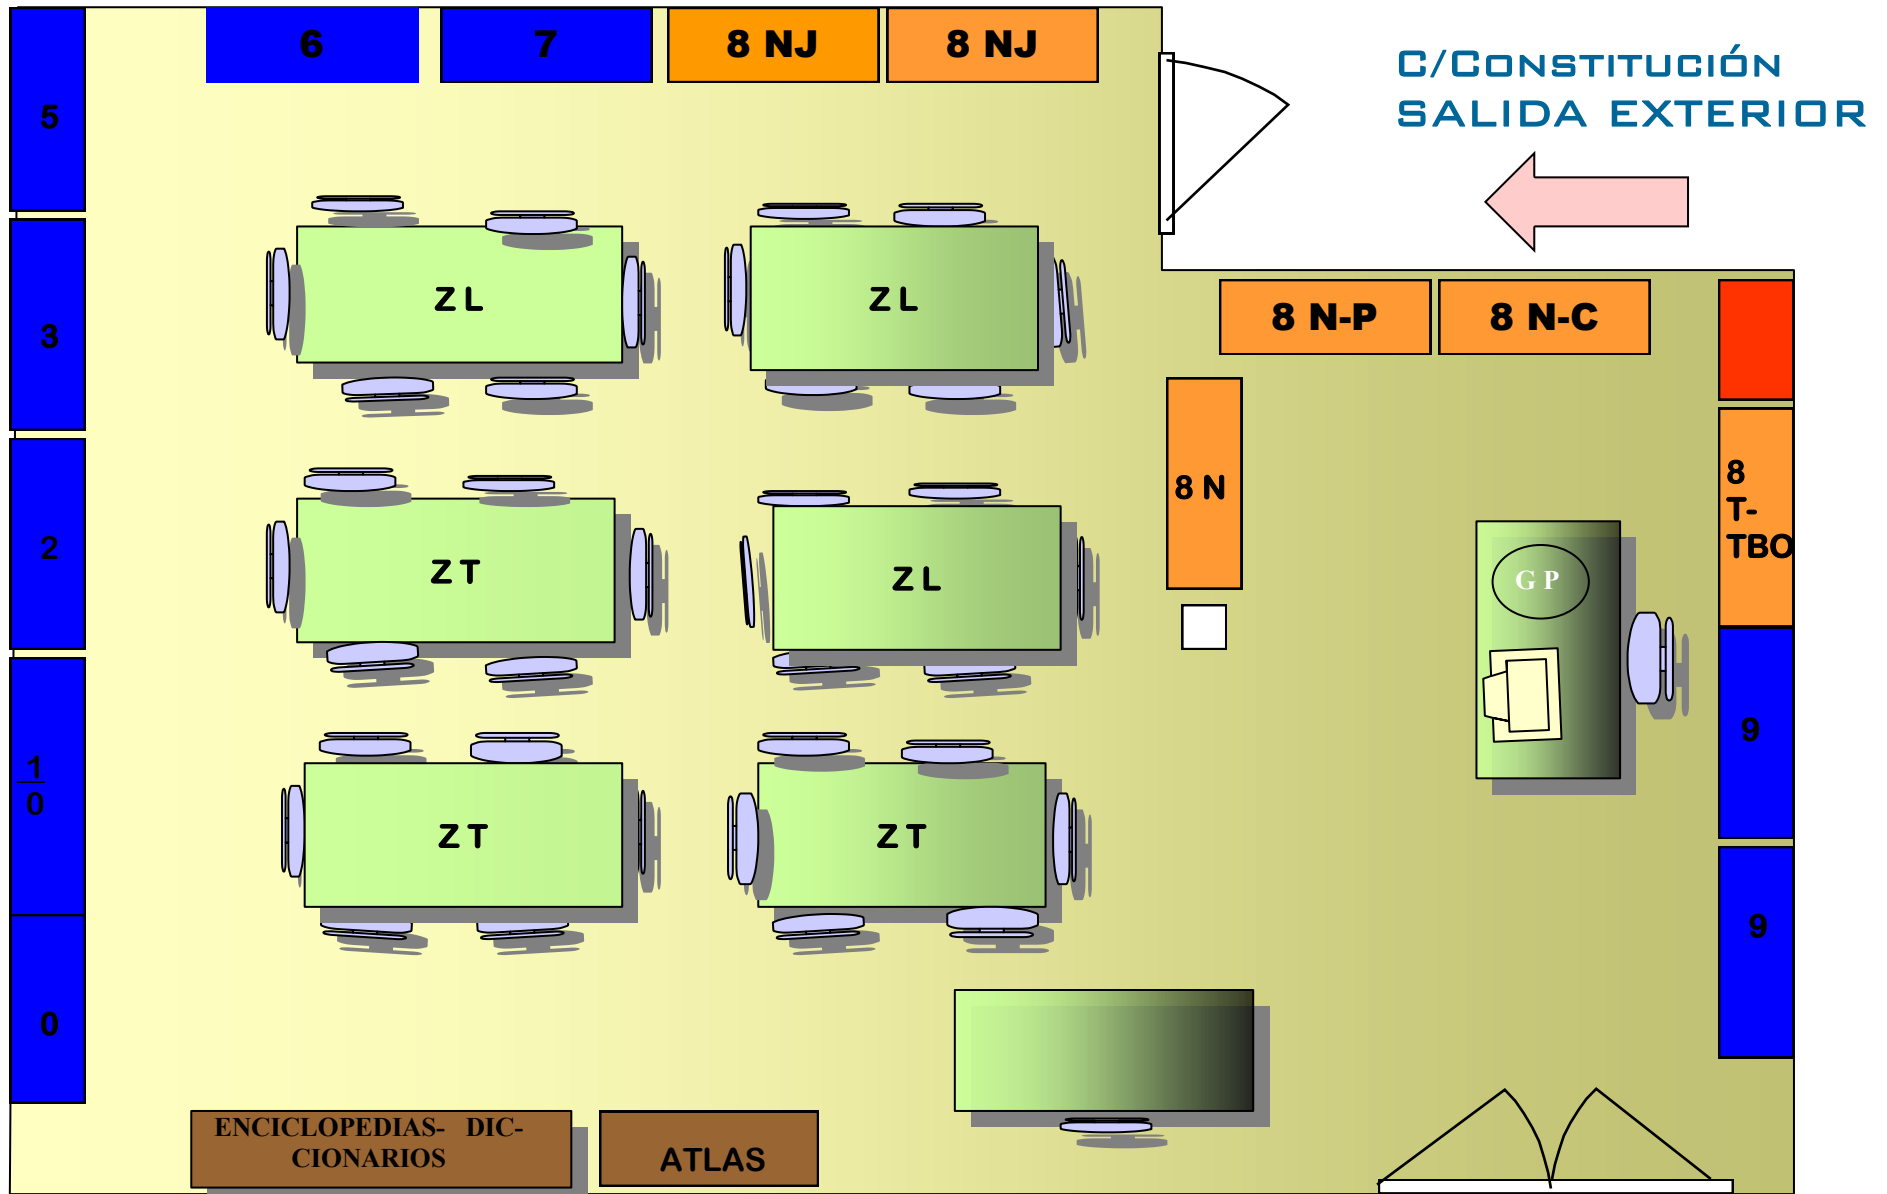 6
7
8 NJ
8 NJ
C/CONSTITUCIÓN
SALIDA EXTERIOR
5
3
2
1
0
0
ZL
ZL
8 N-P
8 N-C
8 N
8
T-
TBO
ZT
ZL
G P
9
ZT
ZT
9
ENCICLOPEDIAS- DIC-
CIONARIOS
ATLAS